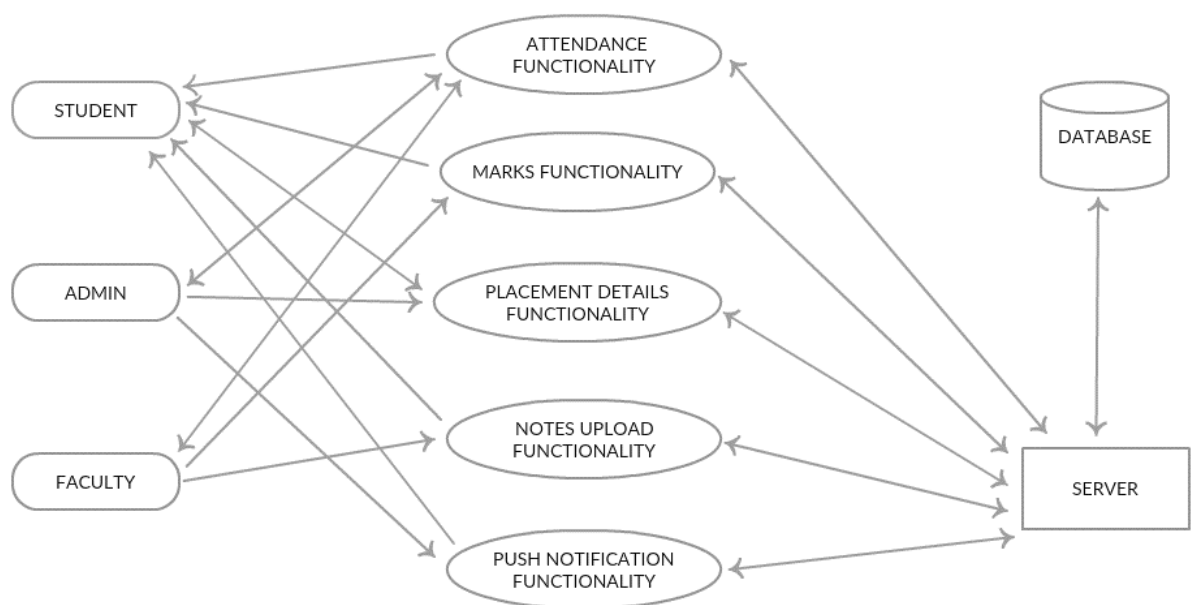 STUDENT
ADMIN
FACULTY
ATTENDANCE
FUNCTIONALITY
MARKS FUNCTIONALITY
PLACEMENT DETAILS
FUNCTIONALITY
NOTES UPLOAD
FUNCTIONALITY
PUSH NOTIFICATION
FUNCTIONALITY
DATABASE
SERVER